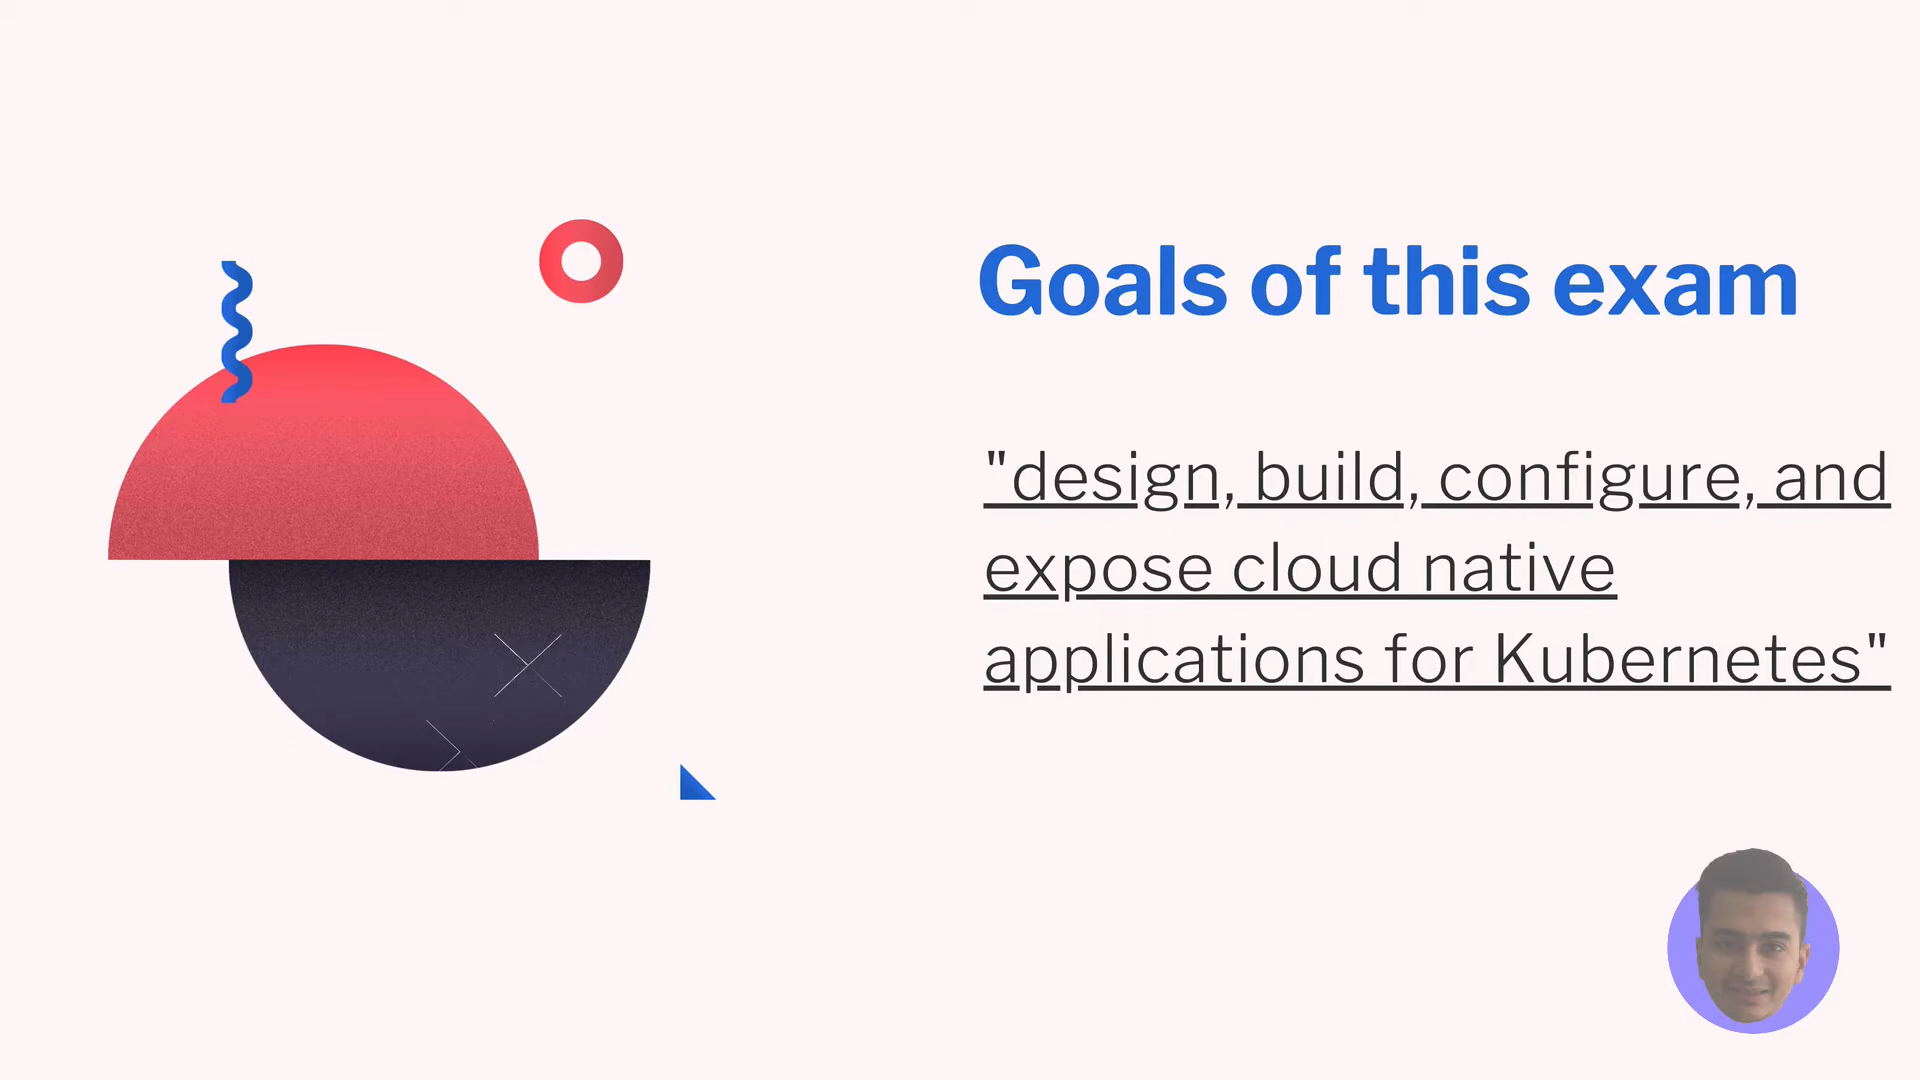 Goals of this exam
"design, build, configure, and
expose cloud native
applications for Kubernetes"